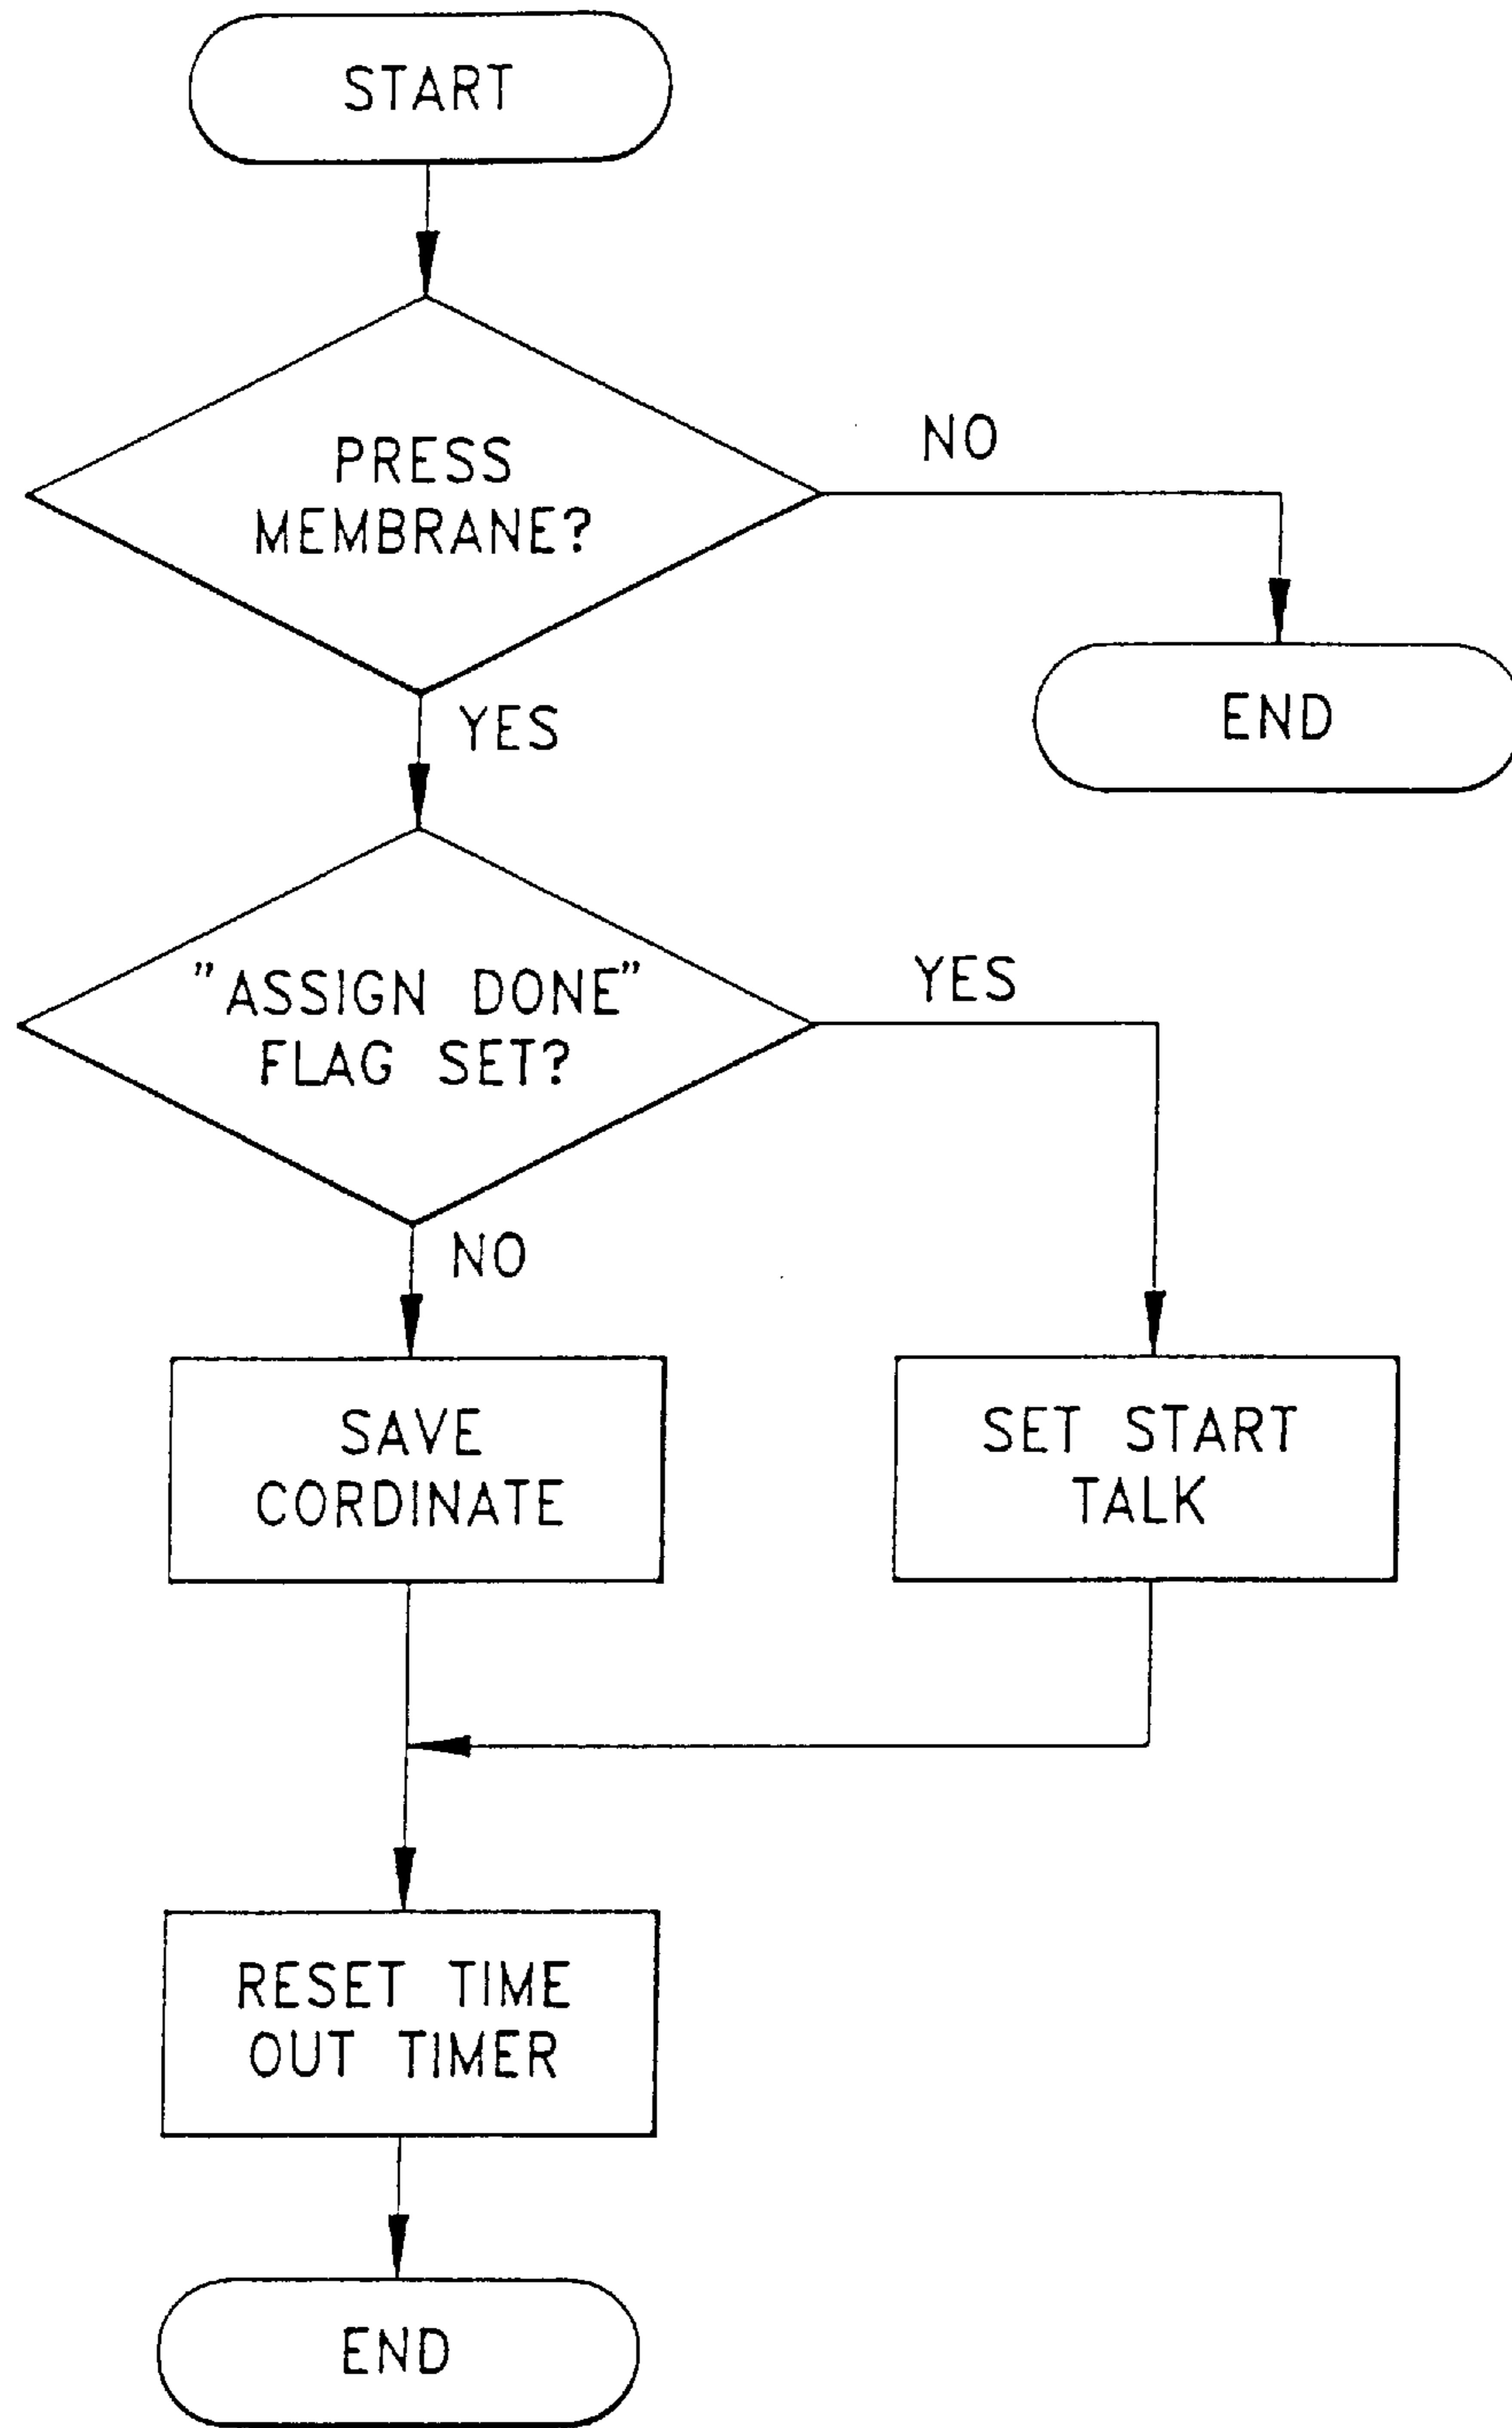 START
PRESS
MEMBRANE?
NO
END
YES
"ASSIGN DONE"
FLAG SET?
YES
NO
SAVE
CORDINATE
SET START
TALK
RESET TIME
OUT TIMER
END